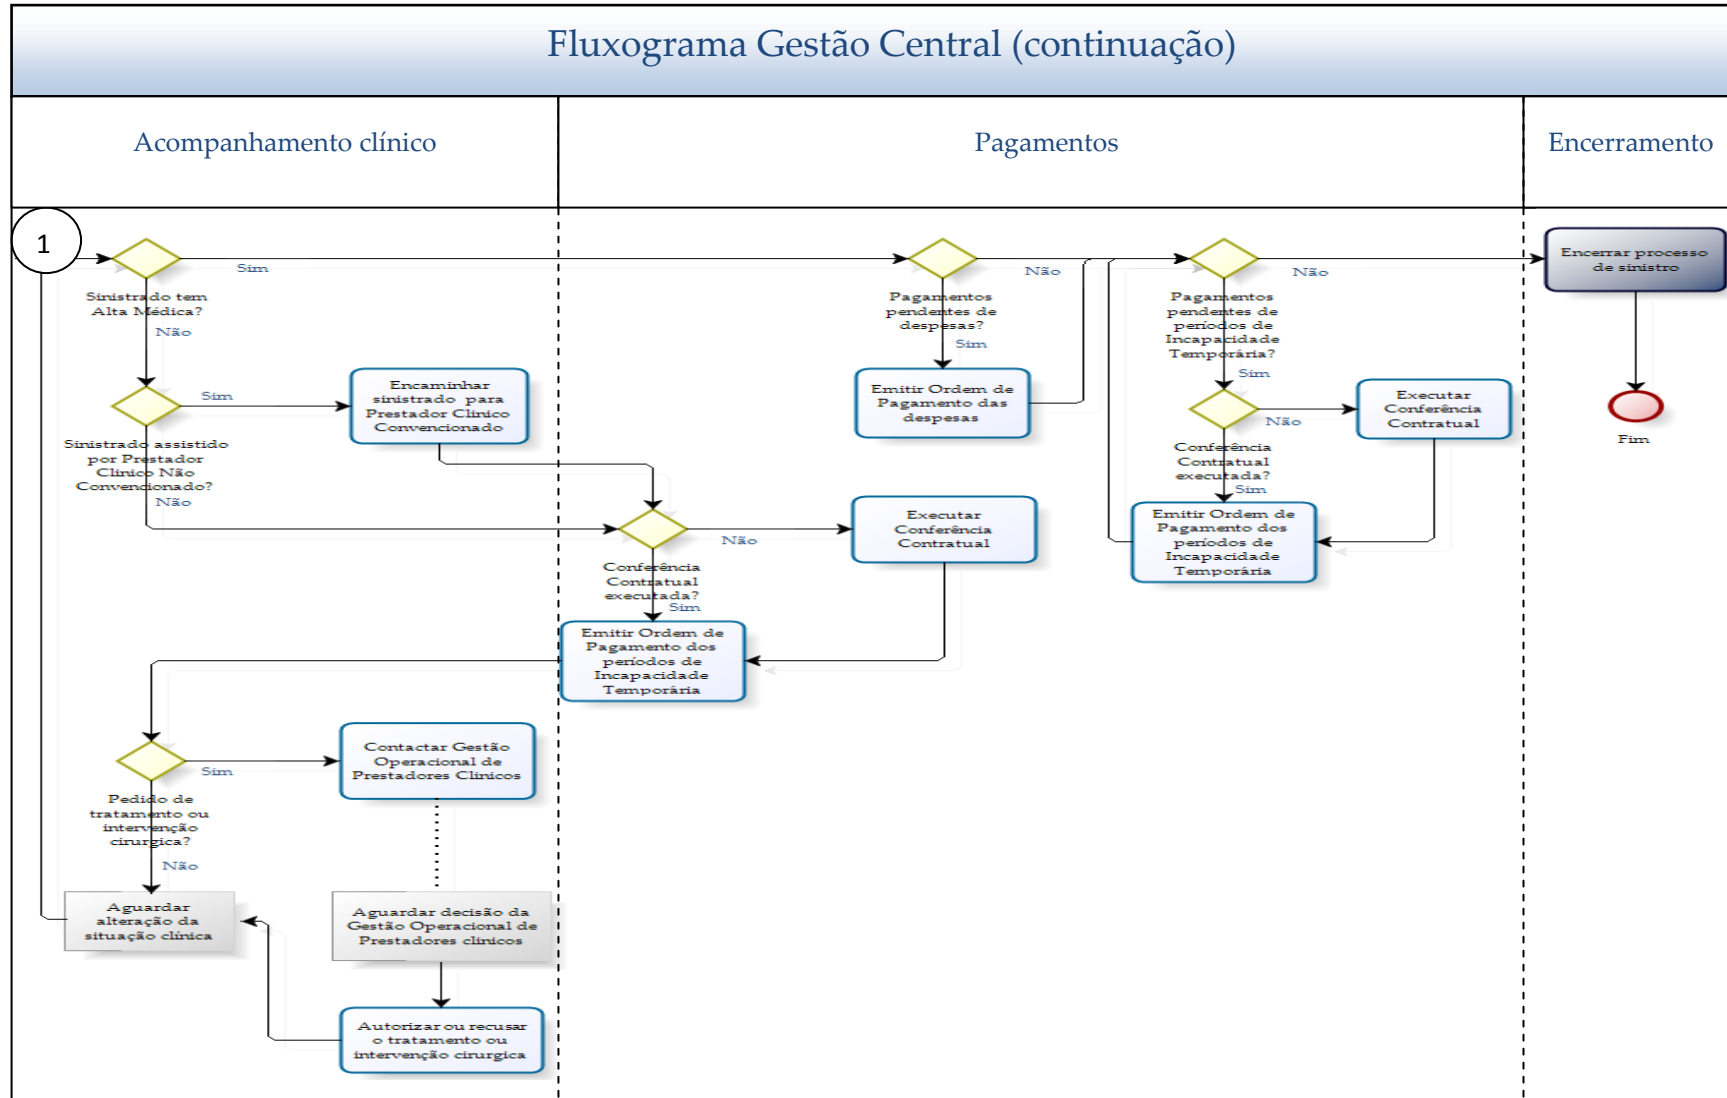 Fluxograma Gestão Central (continuação)
Acompanhamento clínico
Pagamentos
Encerramento
1
Sim
Sinistrado tem
Alta Médica?
Não
Sim
Sinistrado assistido
por Prestador
Clinico Não
Convencionado?
Não
Encaminhar
sinistrado para
Prestador Clinico
Convencionado
Não
Conferência
Contratual
executada?
Sim
Executar
Conferência
Contratual
Emitir Ordem de
Pagamento dos
períodos de
Incapacidade
Temporária
Não
Pagamentos
pendentes de
despesas?
Sim
Emitir Ordem de
Pagamento das
despesas
Não
Pagamentos
pendentes de
períodos de
Incapacidade
Temporária?
Sim
Não
Conferência
Contratual
executada?
Sim
Executar
Conferência
Contratual
Emitir Ordem de
Pagamento dos
períodos de
Incapacidade
Temporária
Encerrar processo
de sinistro
Fim
Sim
Pedido de
tratamento ou
intervenção
cirurgica?
Não
Contactar Gestão
Operacional de
Prestadores Clinicos
Aguardar
alteração da
situação clínica
Aguardar decisão da
Gestão Operacional de
Prestadores clinicos
Autorizar ou recusar
o tratamento ou
intervenção cirurgica